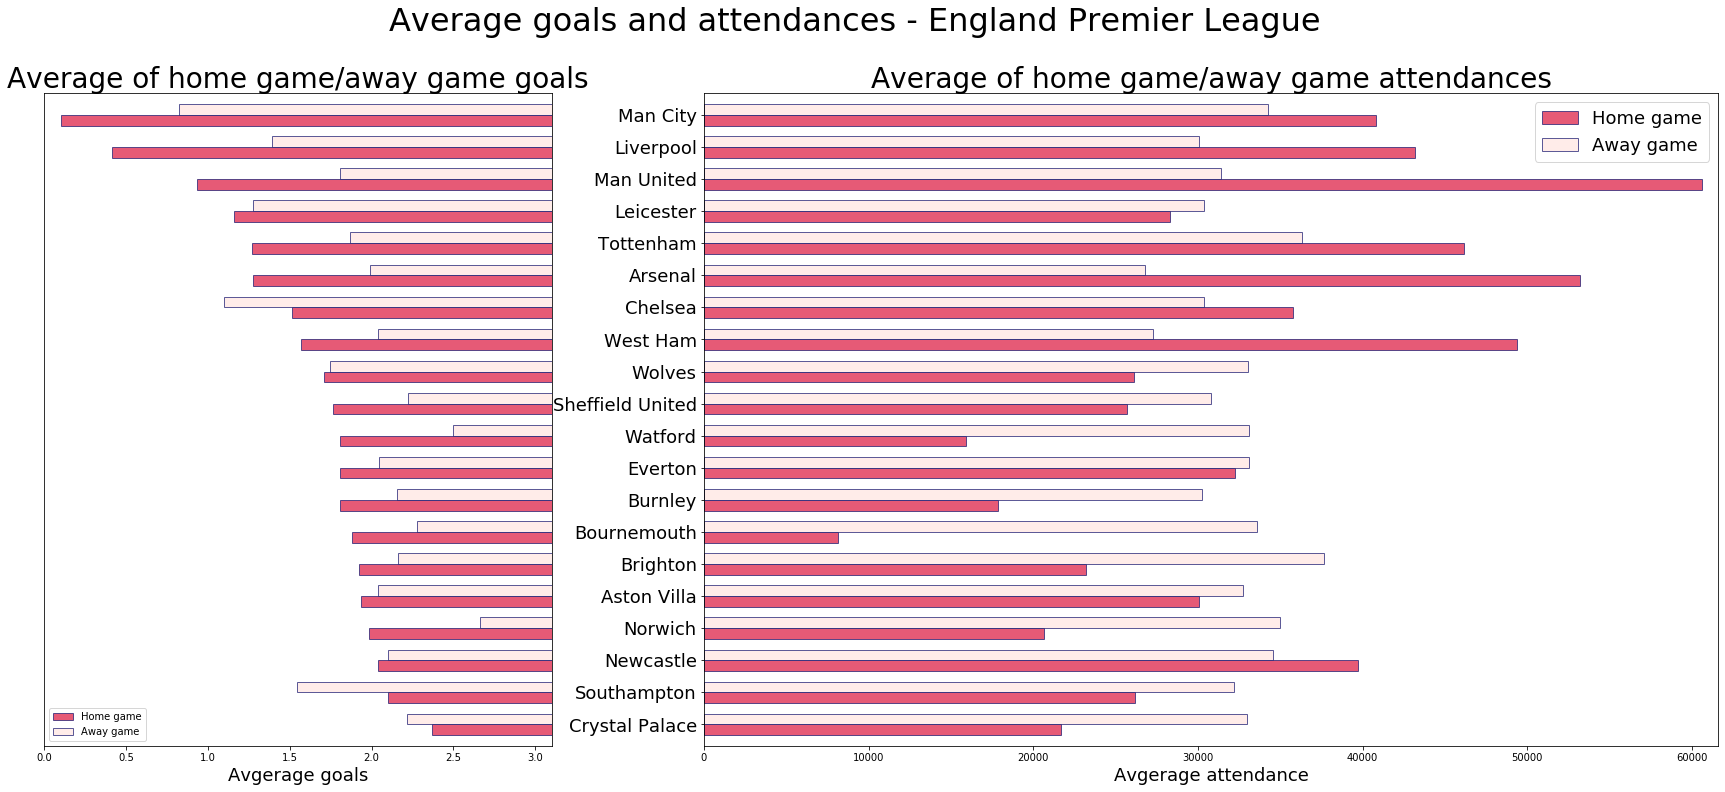 Average goals and attendances - England Premier League
Average of home game/away game goals
Home game
Away game
0.0 0.5 1.0 1.5 2.0 2.5 3.0
Avgerage goals
Average of home game/away game attendances
Man City
Liverpool
Man United
Leicester
Tottenham
Arsenal
Chelsea
West Ham
Wolves
Sheffield United
Watford
Everton
Burnley
Bournemouth
Brighton
Aston Villa
Norwich
Newcastle
Southampton
Crystal Palace
Home game
Away game
0 10000 20000 30000 40000 50000 60000
Avgerage attendance